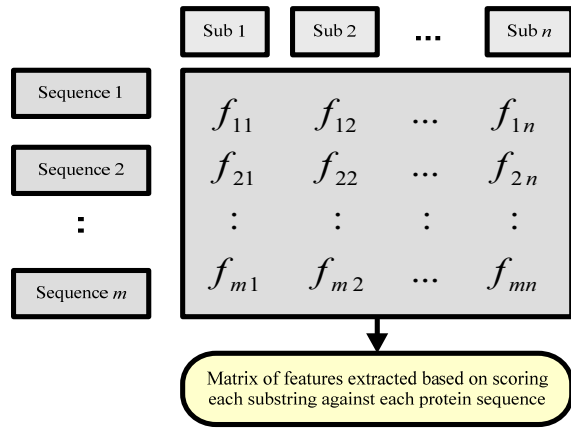 Sub 1 Sub 2 ... Sub n
Sequence 1
f11 f12 ... f1n
Sequence 2
f21 f22 ... f2n
: : : : :
Sequence m
fm1 fm2 ... fmn
Matrix of features extracted based on scoring
each substring against each protein sequence